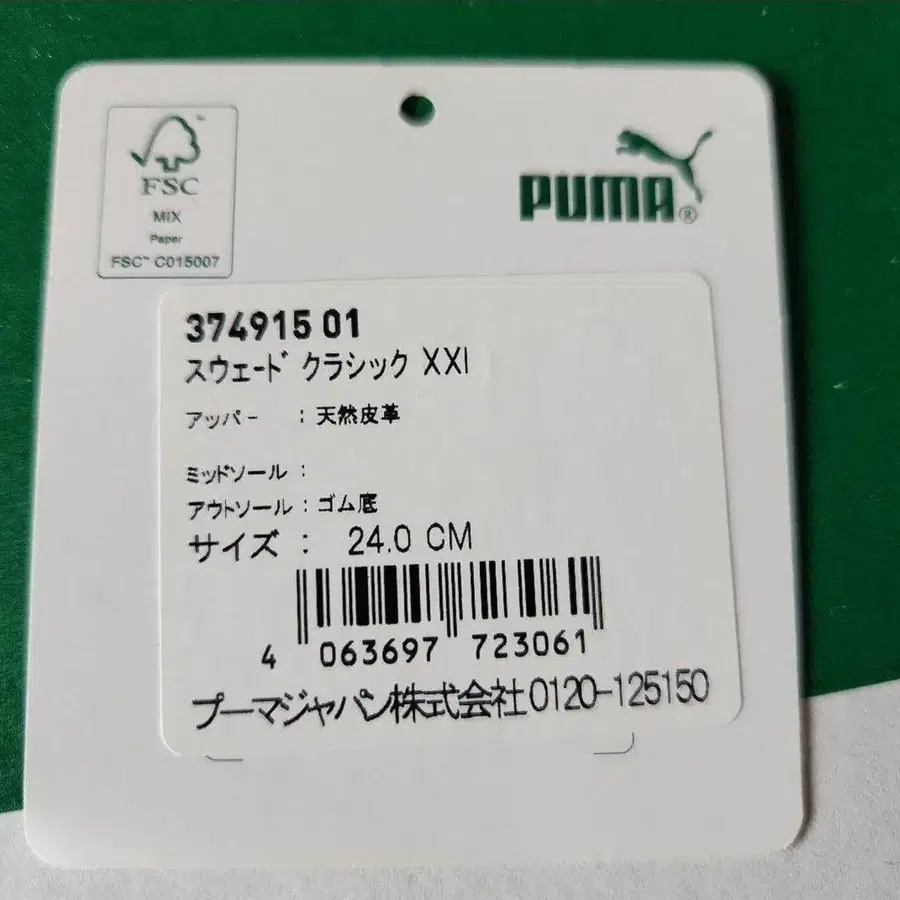 FSC
MIX
Paper
FSC™ C015007
PUMA®
374915 01
スウェード クラシック XXI
アッパー : 天然皮革
ミッドソール :
アウトソール : ゴム底
サイズ : 24.0 CM
4 063697 723061
プーマジャパン株式会社0120-125150